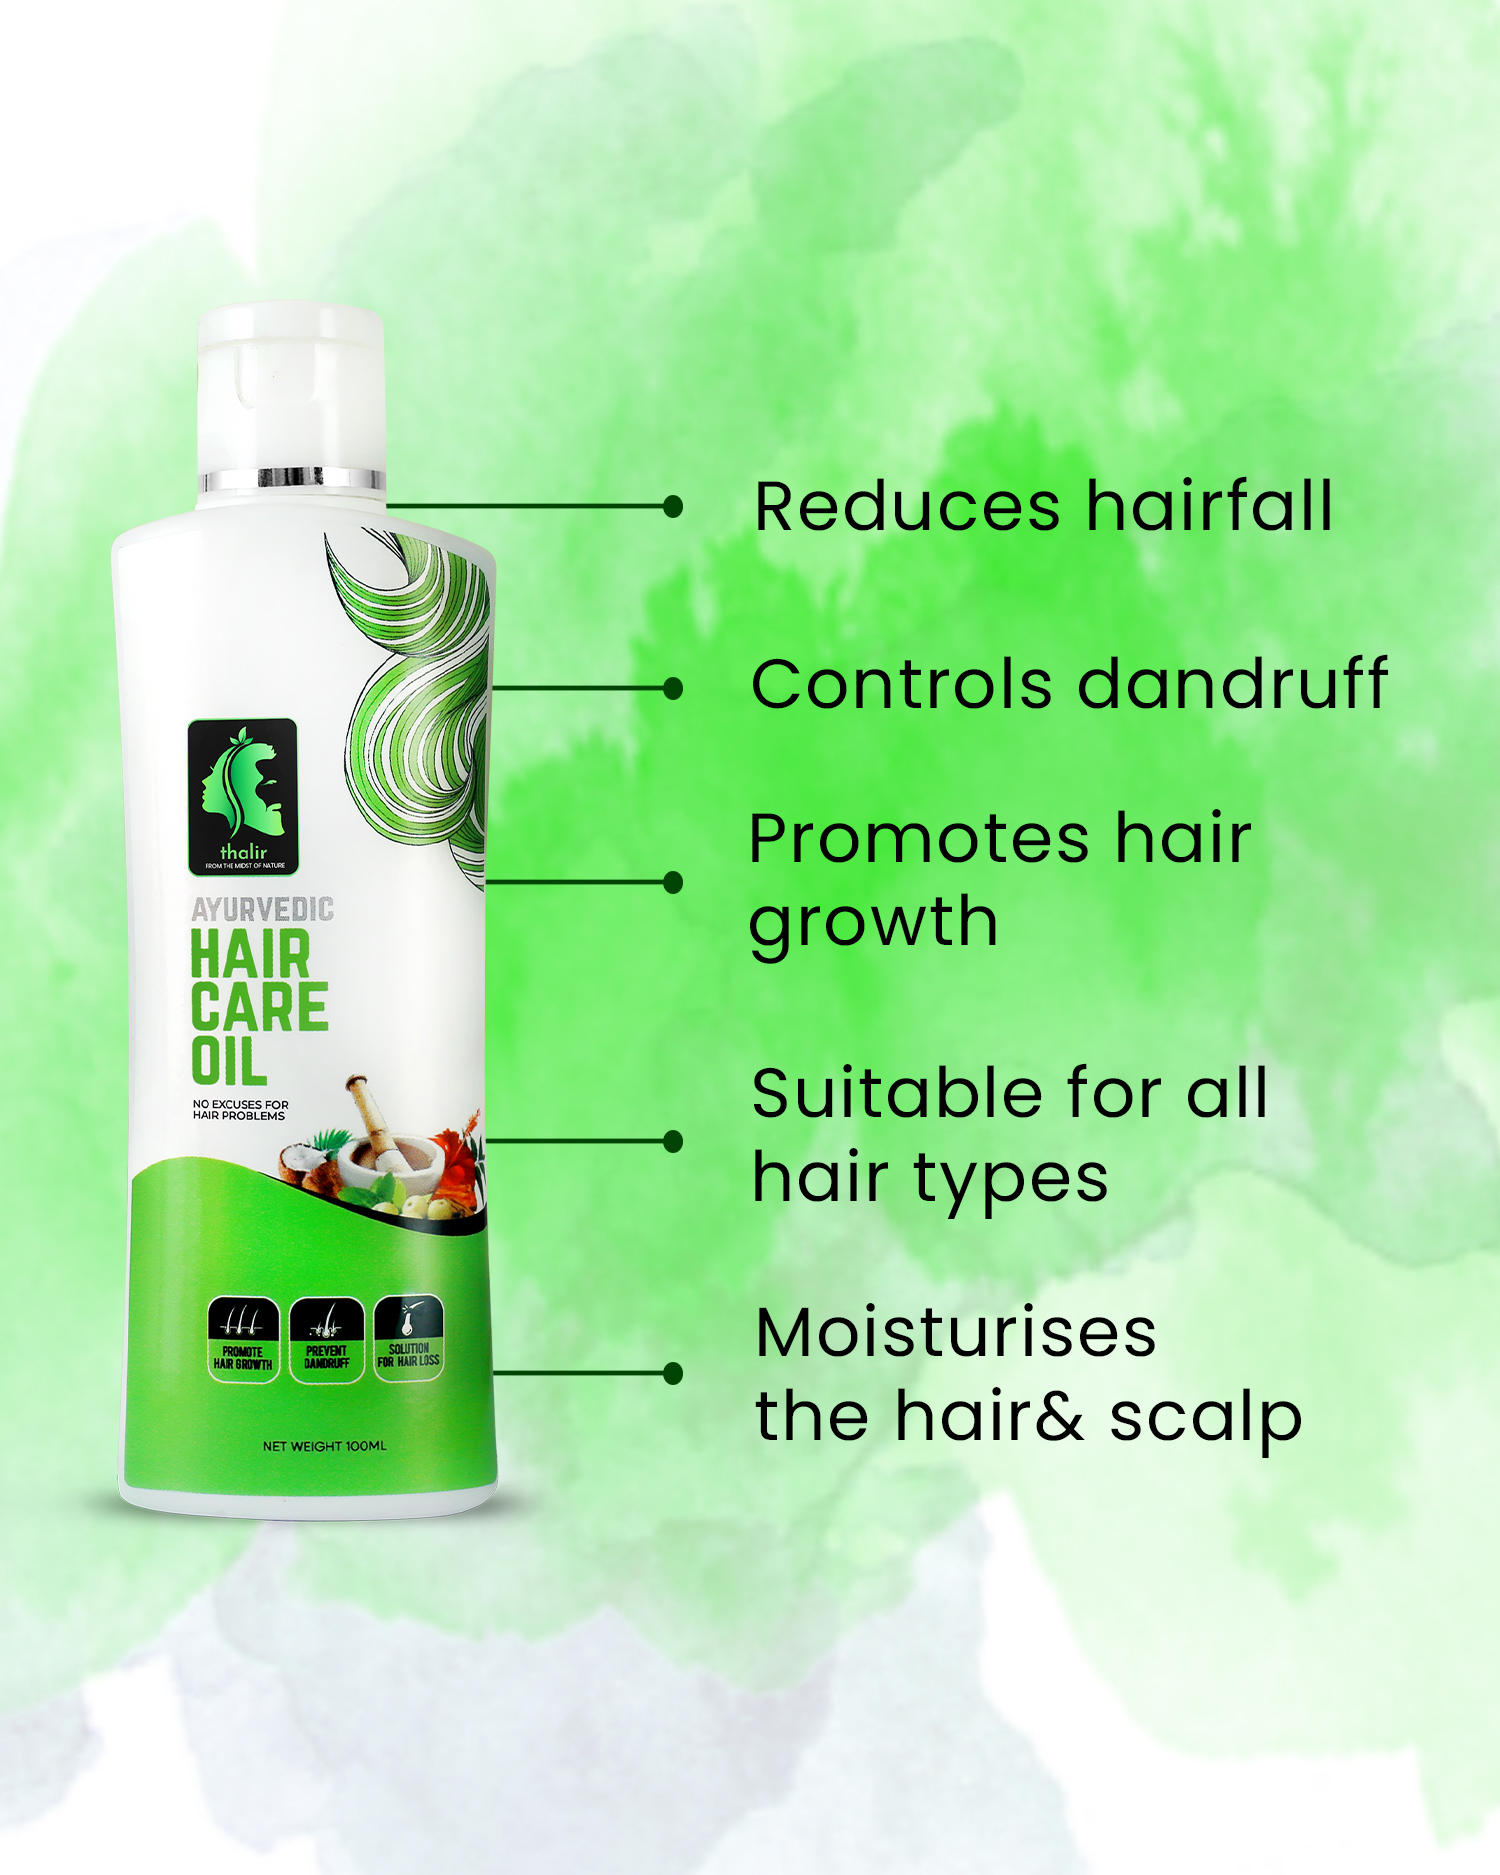 thalir
FROM THE MIDST OF NATURE
AYURVEDIC
HAIR
CARE
OIL
NO EXCUSES FOR
HAIR PROBLEMS
PROMOTE
HAIR GROWTH
PREVENT
DANDRUFF
SOLUTION
FOR HAIR LOSS
NET WEIGHT 100ML
Reduces hairfall
Controls dandruff
Promotes hair
growth
Suitable for all
hair types
Moisturises
the hair& scalp